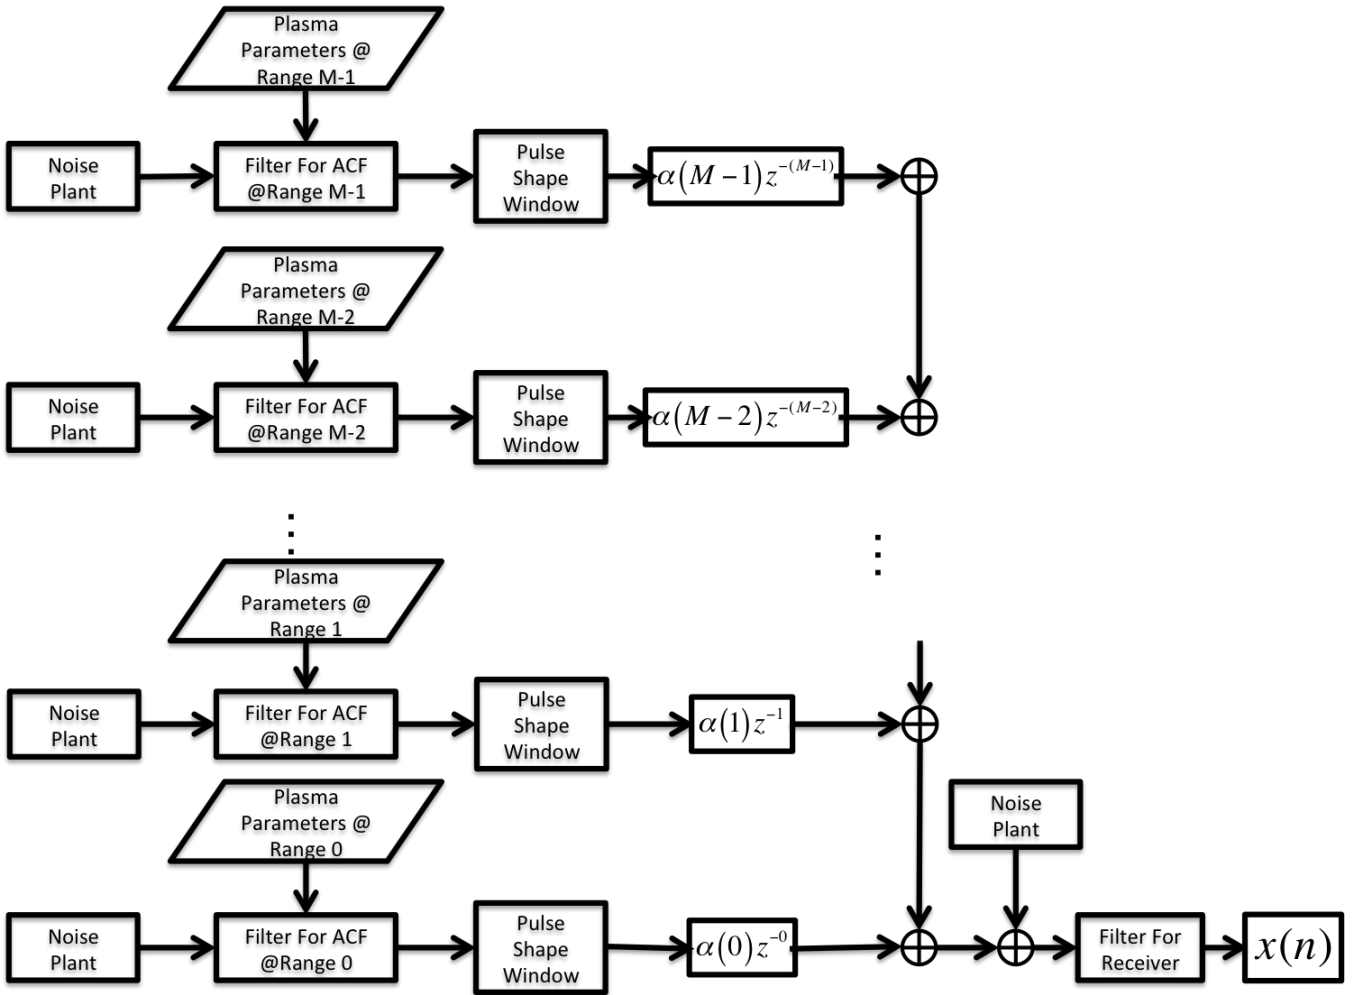 Plasma
Parameters @
Range M-1
Noise
Plant
Filter For ACF
@Range M-1
Pulse
Shape
Window
α(M−1)z^{−(M−1)}
Plasma
Parameters @
Range M-2
Noise
Plant
Filter For ACF
@Range M-2
Pulse
Shape
Window
α(M−2)z^{−(M−2)}
Plasma
Parameters @
Range 1
Noise
Plant
Filter For ACF
@Range 1
Pulse
Shape
Window
α(1)z^{−1}
Plasma
Parameters @
Range 0
Noise
Plant
Noise
Plant
Filter For ACF
@Range 0
Pulse
Shape
Window
α(0)z^{−0}
Filter For
Receiver
x(n)